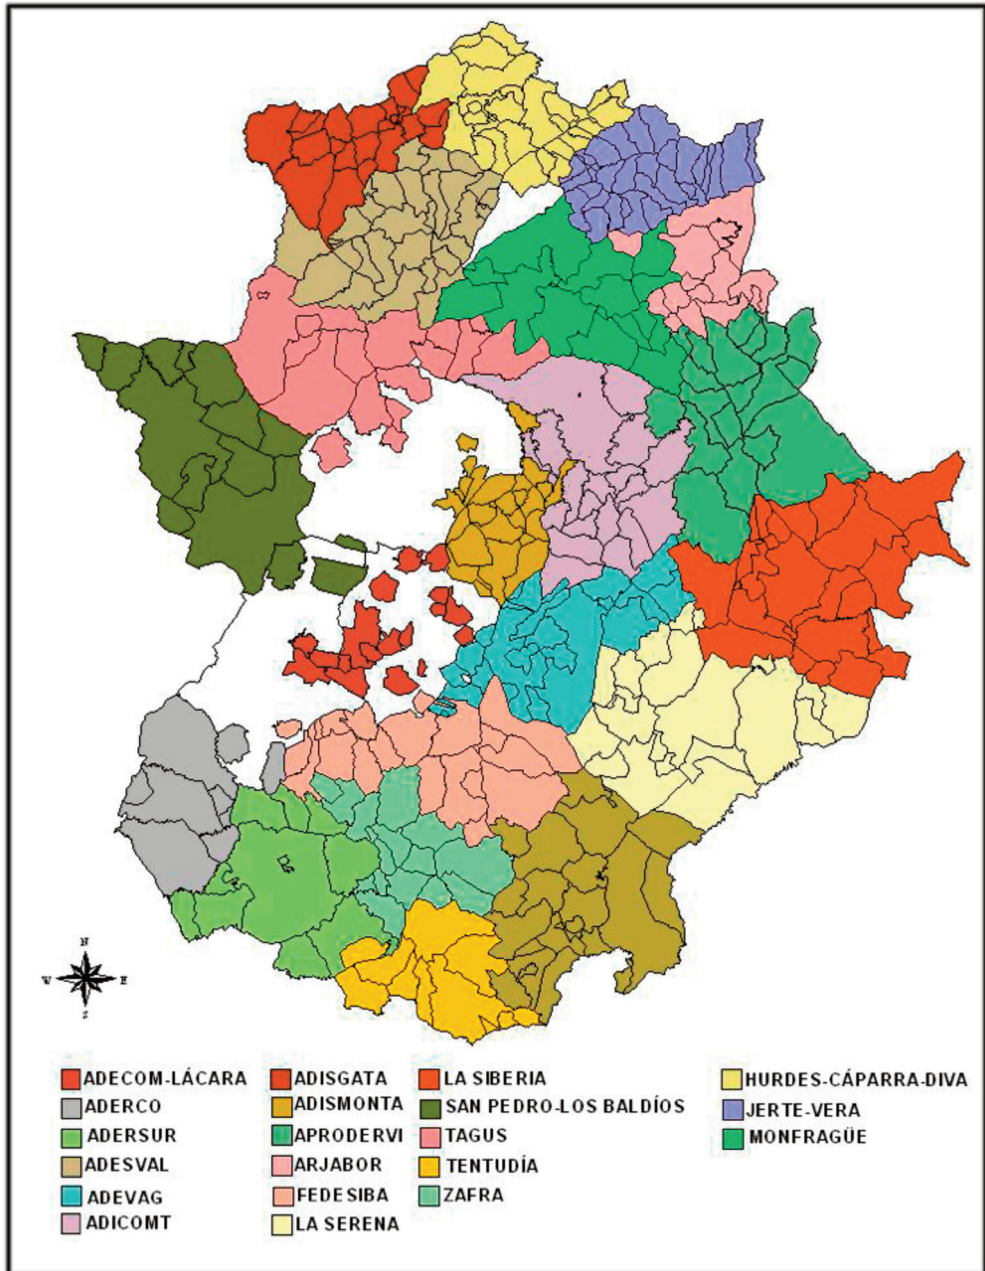 N
W E
S
ADECOM-LÁCARA
ADERCO
ADERSUR
ADESVAL
ADEVAG
ADICOMT
ADISGATA
ADISMONTA
APRODERVI
ARJABOR
FEDESIBA
LA SERENA
LA SIBERIA
SAN PEDRO-LOS BALDÍOS
TAGUS
TENTUDÍA
ZAFRA
HURDES-CÁPARRA-DIVA
JERTE-VERA
MONFRAGÜE